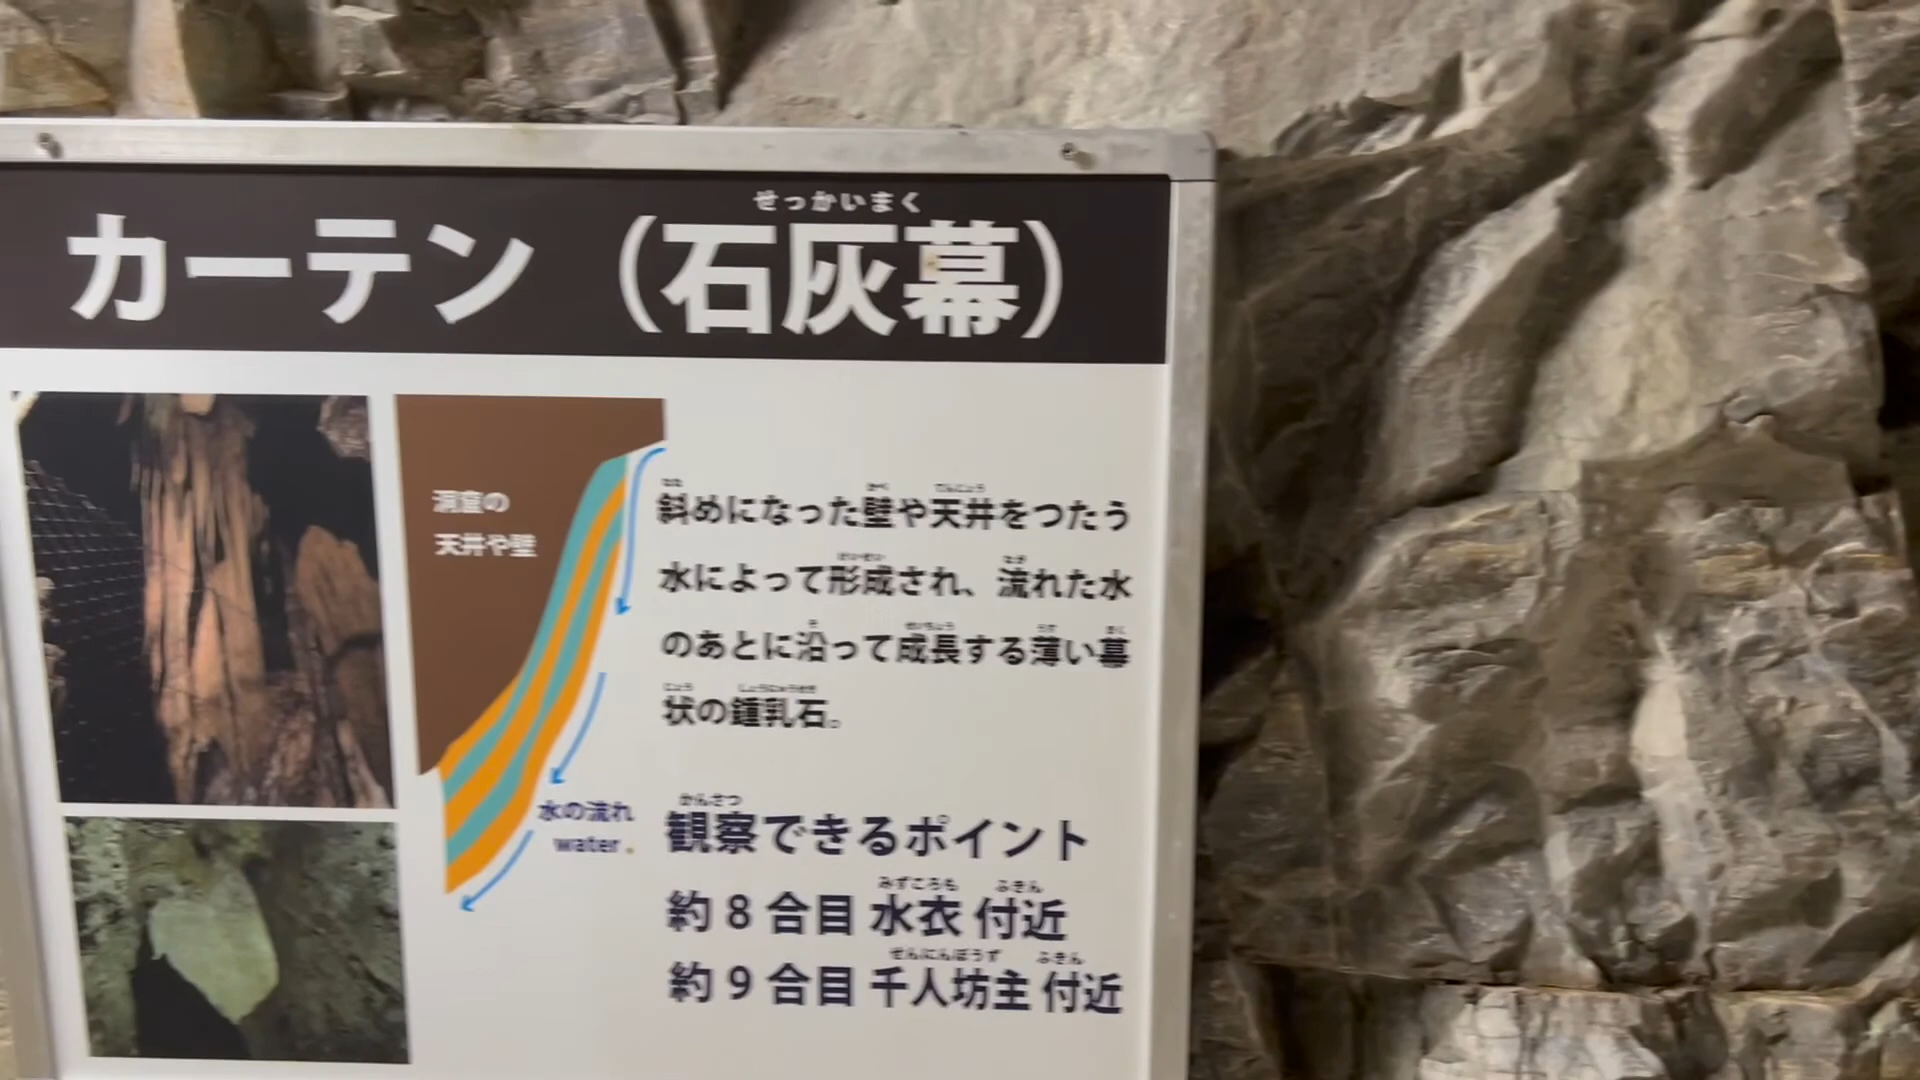 せっかいまく
カーテン（石灰幕）
洞窟の
天井や壁
斜めになった壁や天井をつたう
水によって形成され、流れた水
のあとに沿って成長する薄い幕
状の鍾乳石。
水の流れ
water.
かんさつ
観察できるポイント
みずころも ふきん
約8合目 水衣 付近
せんにんぼうず ふきん
約9合目 千人坊主 付近